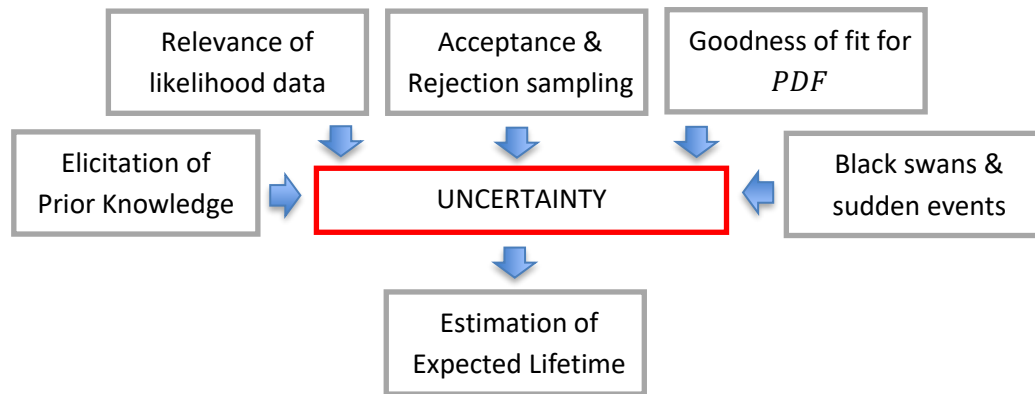 Relevance of
likelihood data
Acceptance &
Rejection sampling
Goodness of fit for
PDF
Elicitation of
Prior Knowledge
UNCERTAINTY
Black swans &
sudden events
Estimation of
Expected Lifetime